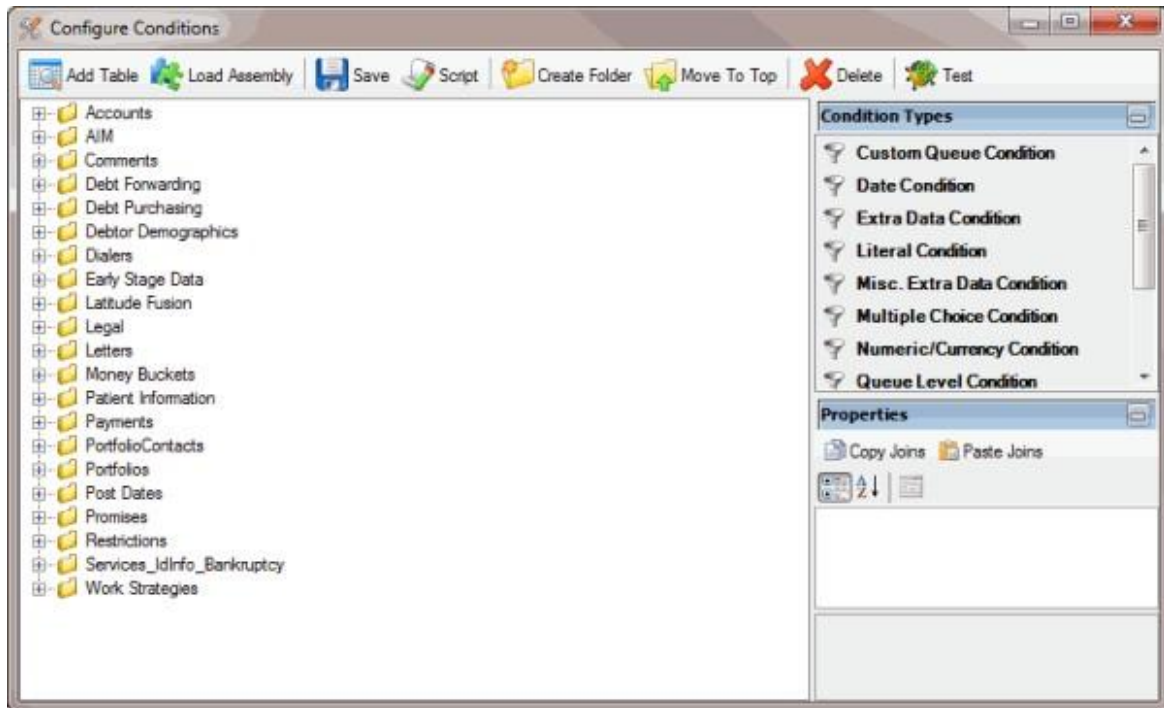 Configure Conditions
Add Table Load Assembly Save Script Create Folder Move To Top Delete Test
Accounts
AIM
Comments
Debt Forwarding
Debt Purchasing
Debtor Demographics
Dialers
Early Stage Data
Latitude Fusion
Legal
Letters
Money Buckets
Patient Information
Payments
PortfolioContacts
Portfolios
Post Dates
Promises
Restrictions
Services_IdInfo_Bankruptcy
Work Strategies
Condition Types
Custom Queue Condition
Date Condition
Extra Data Condition
Literal Condition
Misc. Extra Data Condition
Multiple Choice Condition
Numeric/Currency Condition
Queue Level Condition
Properties
Copy Joins Paste Joins